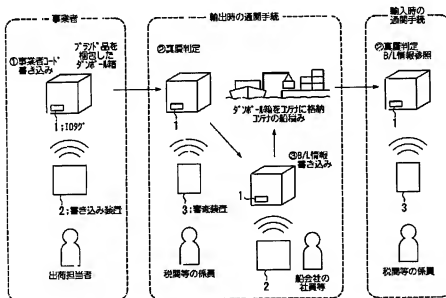 事業者
①事業者コード
書き込み
ブランド品を
梱包した
ダンボール箱
1:IDタグ
2:書き込み装置
出荷担当者
輸出時の通関手続
②真贋判定
1
3:審査装置
税関等の係員
ダンボール箱をコンテナに格納
コンテナの船積み
③B/L情報
書き込み
1
2
船会社の
社員等
輸入時の
通関手続
②真贋判定
B/L情報参照
1
3
税関等の係員